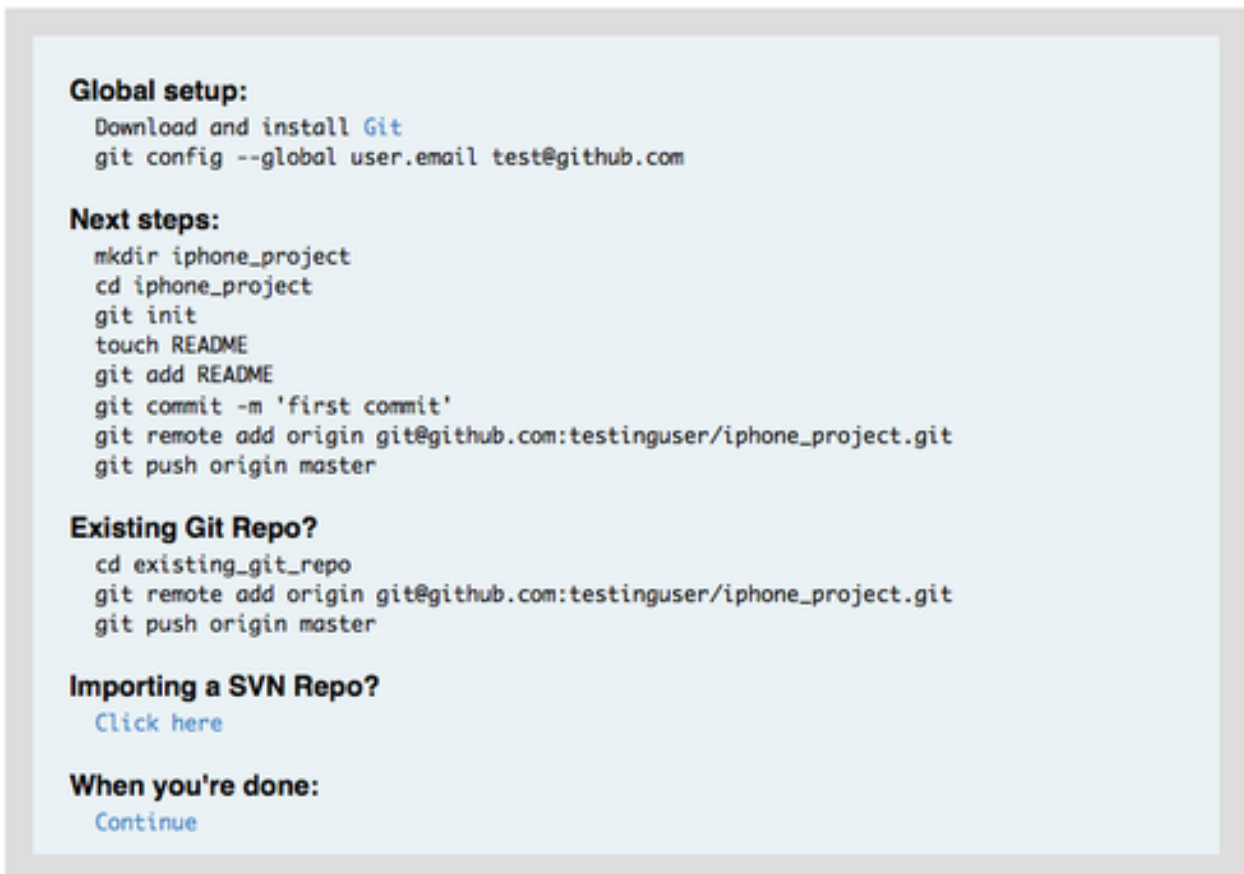 Global setup:
Download and install Git
git config --global user.email test@github.com
Next steps:
mkdir iphone_project
cd iphone_project
git init
touch README
git add README
git commit -m 'first commit'
git remote add origin git@github.com:testinguser/iphone_project.git
git push origin master
Existing Git Repo?
cd existing_git_repo
git remote add origin git@github.com:testinguser/iphone_project.git
git push origin master
Importing a SVN Repo?
Click here
When you're done:
Continue